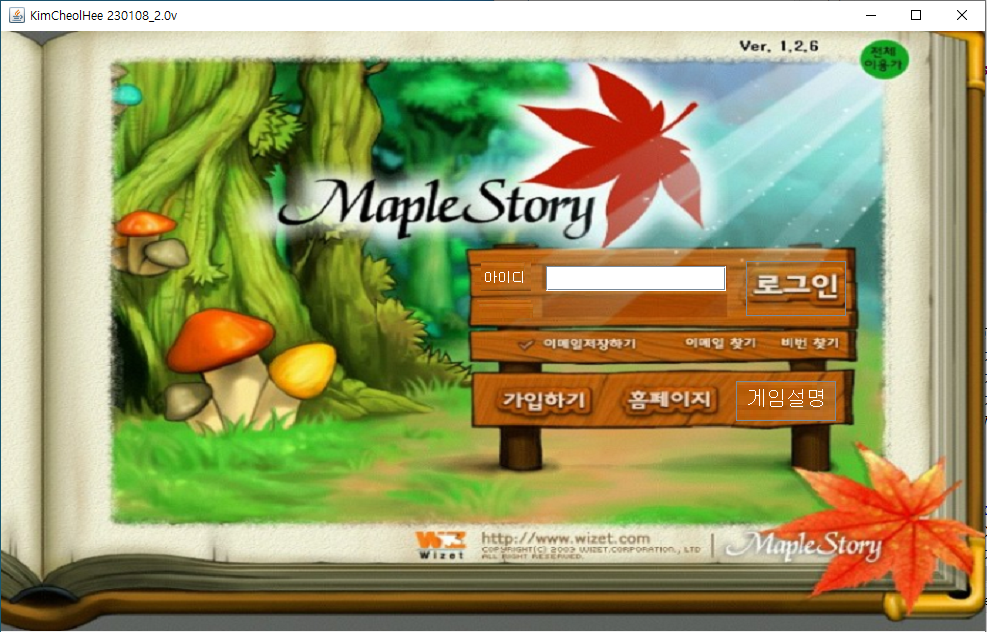 KimCheolHee 230108_2.0v
Ver. 1.2.6
전체
이용가
MapleStory
아이디
로그인
이메일저장하기 이메일 찾기 비번 찾기
가입하기 홈페이지 게임설명
Wizet
http://www.wizet.com
COPYRIGHT(C) 2003 WIZET CORPORATION., LTD
ALL RIGHT RESERVED.
MapleStory